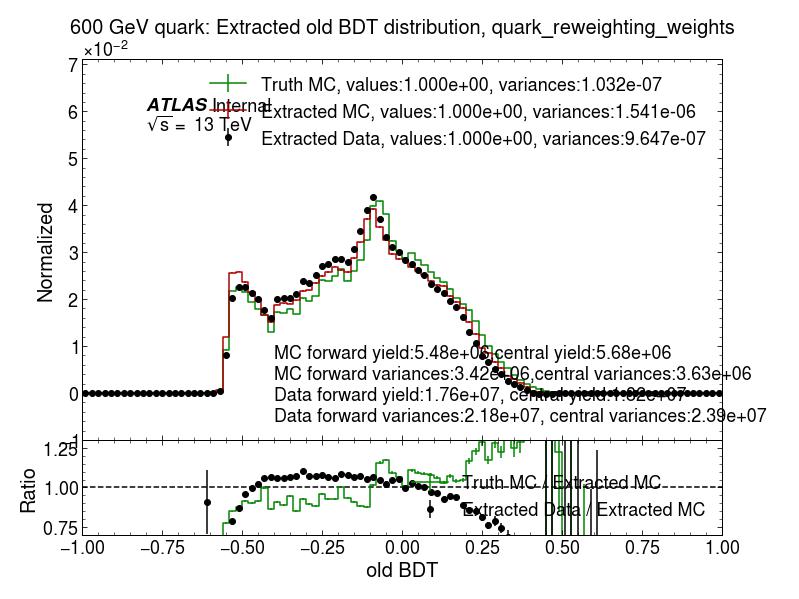 600 GeV quark: Extracted old BDT distribution, quark_reweighting_weights
×10−2
7
6
5
4
3
2
1
0
1
Normalized
ATLAS Internal
√s = 13 TeV
Truth MC, values:1.000e+00, variances:1.032e-07
Extracted MC, values:1.000e+00, variances:1.541e-06
Extracted Data, values:1.000e+00, variances:9.647e-07
MC forward yield:5.48e+06,central yield:5.68e+06
MC forward variances:3.42e+06,central variances:3.63e+06
Data forward yield:1.76e+07, central yield:1.82e+07
Data forward variances:2.18e+07, central variances:2.39e+07
1.25
1.00
0.75
Ratio
Truth MC / Extracted MC
Extracted Data / Extracted MC
−1.00 −0.75 −0.50 −0.25 0.00 0.25 0.50 0.75 1.00
old BDT